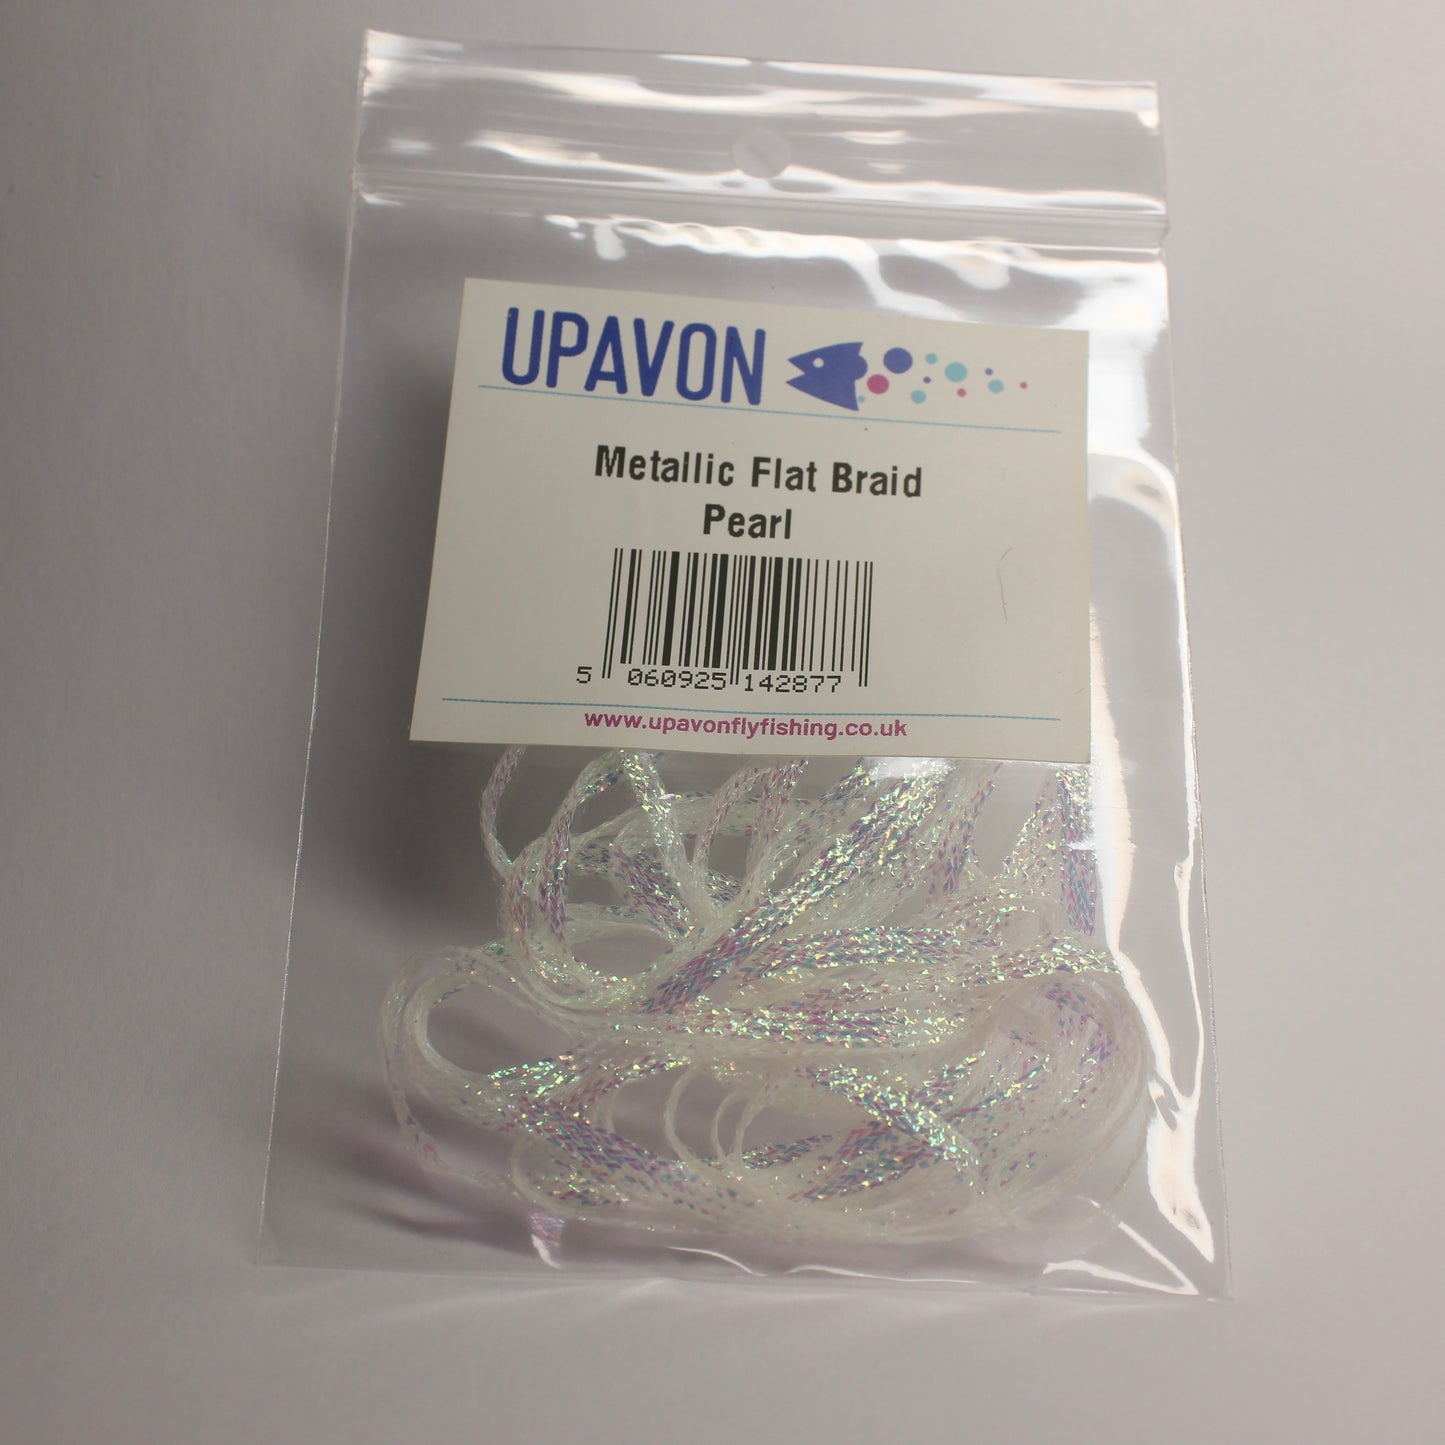 UPAVON
Metallic Flat Braid
Pearl
5 060925 142877
www.upavonflyfishing.co.uk